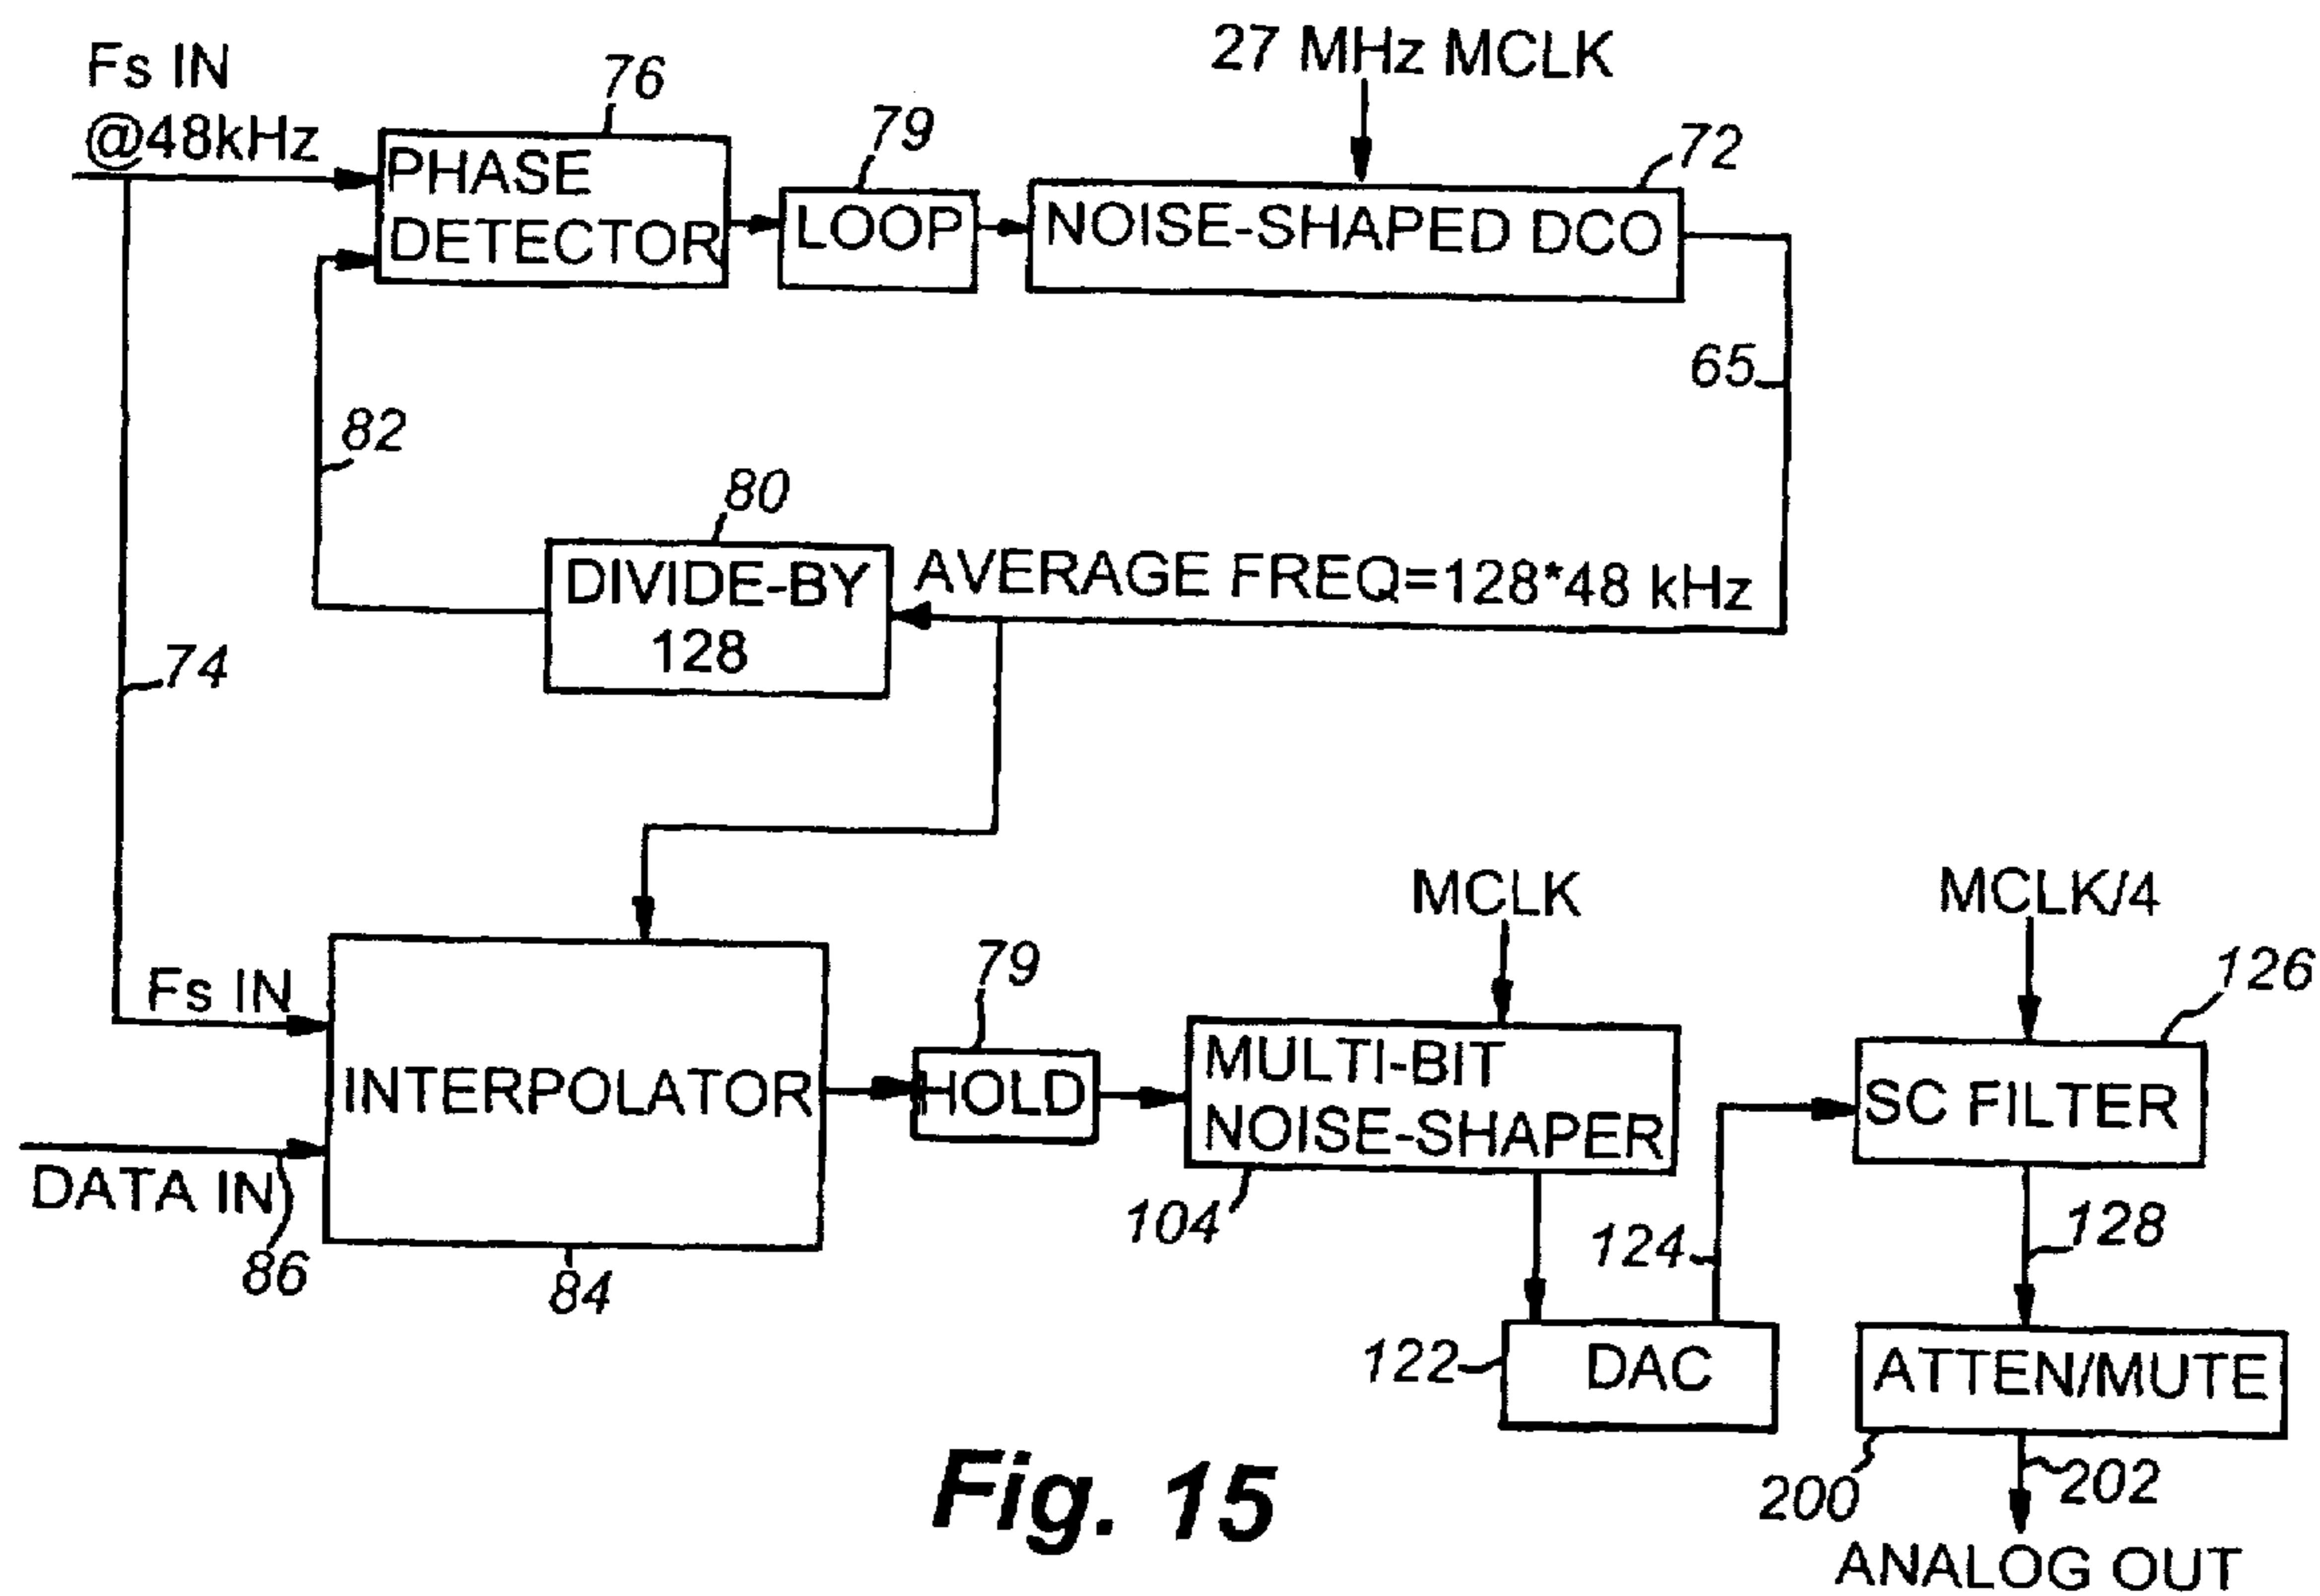 Fs IN
@48kHz
76
27 MHz MCLK
79
72
PHASE
DETECTOR
LOOP
NOISE-SHAPED DCO
65
82
80
DIVIDE-BY
128
AVERAGE FREQ=128*48 kHz
74
MCLK
MCLK/4
Fs IN
79
126
INTERPOLATOR
HOLD
MULTI-BIT
NOISE-SHAPER
SC FILTER
DATA IN
86
84
104
124
128
122
DAC
ATTEN/MUTE
200
202
ANALOG OUT
Fig. 15